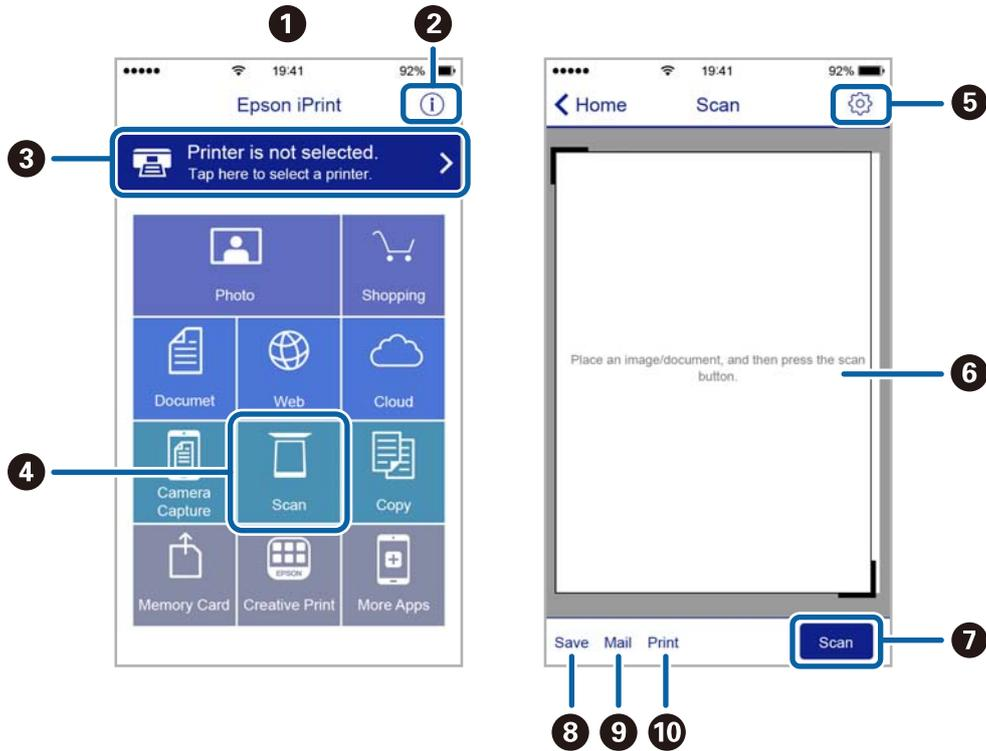 1
2
●●●●● 19:41 92%
Epson iPrint
3
Printer is not selected.
Tap here to select a printer.
Photo
Shopping
Documet
Web
Cloud
4
Camera
Capture
Scan
Copy
EPSON
Memory Card
Creative Print
More Apps
●●●●● 19:41 92%
Home
Scan
5
Place an image/document, and then press the scan
button.
6
Save
Mail
Print
Scan
7
8
9
10